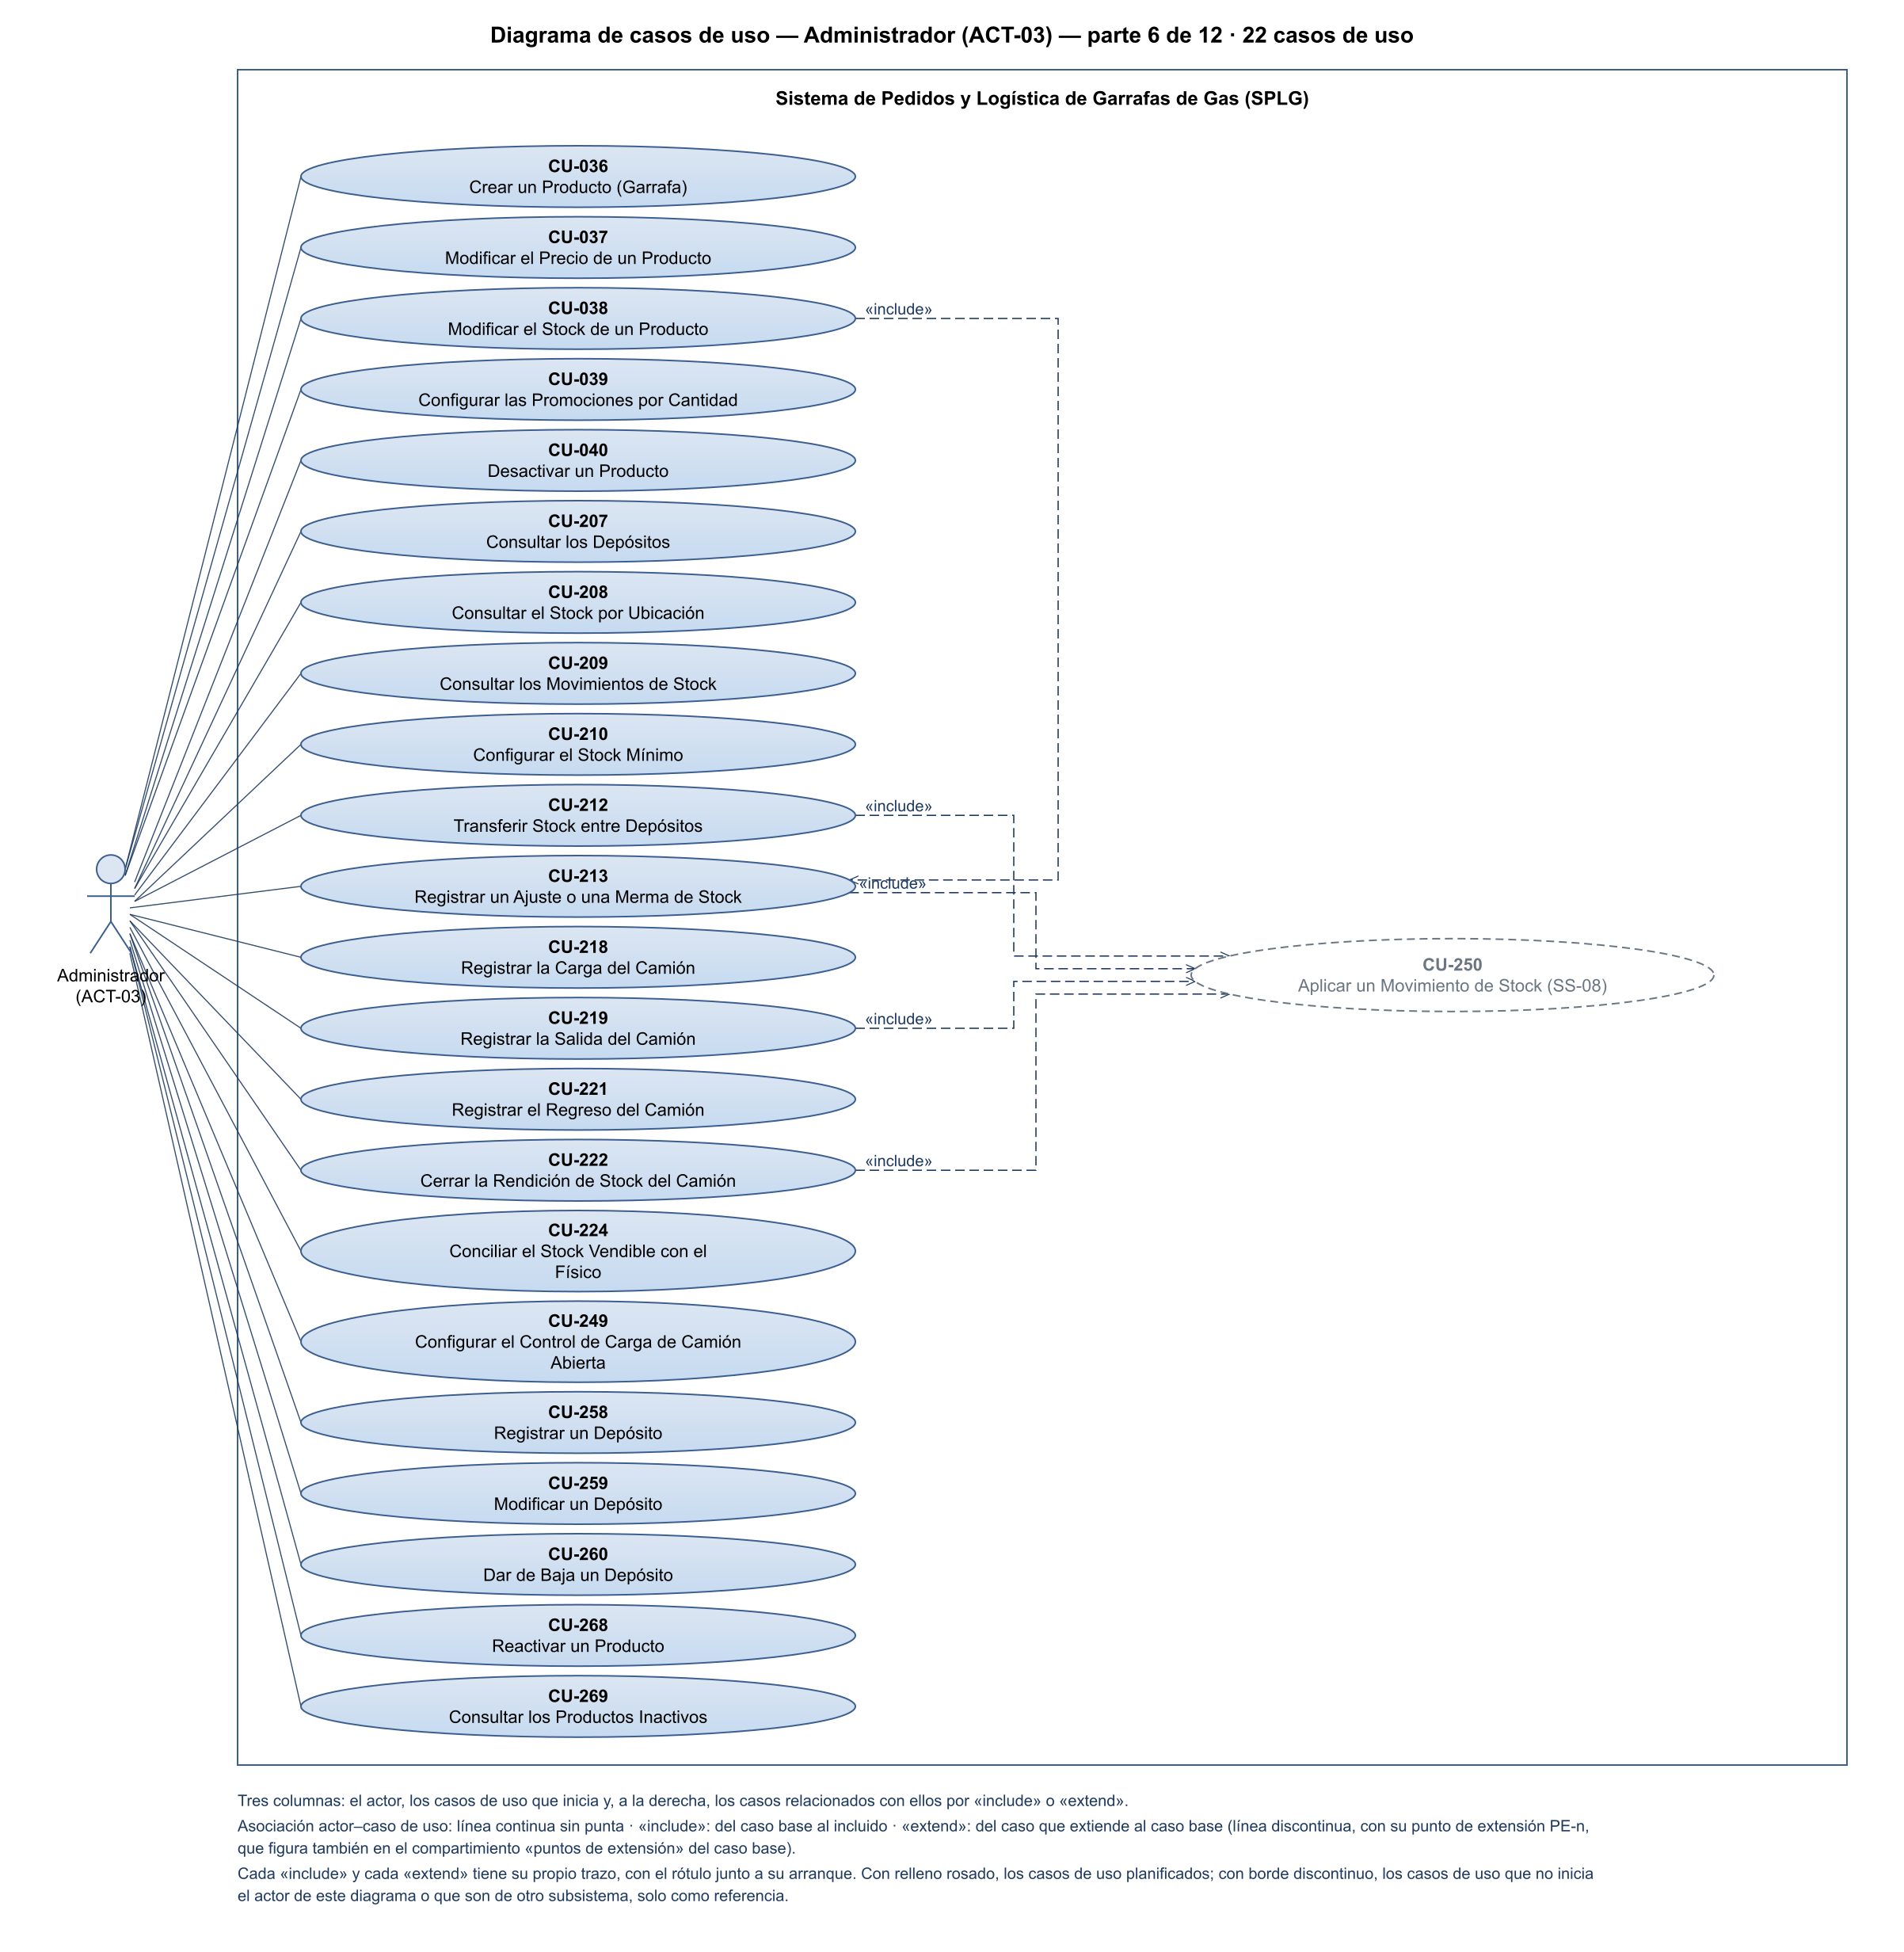 Diagrama de casos de uso — Administrador (ACT-03) — parte 6 de 12 · 22 casos de uso
Sistema de Pedidos y Logística de Garrafas de Gas (SPLG)
CU-036
Crear un Producto (Garrafa)
CU-037
Modificar el Precio de un Producto
CU-038
Modificar el Stock de un Producto
«include»
CU-039
Configurar las Promociones por Cantidad
CU-040
Desactivar un Producto
CU-207
Consultar los Depósitos
CU-208
Consultar el Stock por Ubicación
CU-209
Consultar los Movimientos de Stock
CU-210
Configurar el Stock Mínimo
CU-212
Transferir Stock entre Depósitos
«include»
CU-213
Registrar un Ajuste o una Merma de Stock
«include»
Administrador
(ACT-03)
CU-218
Registrar la Carga del Camión
CU-250
Aplicar un Movimiento de Stock (SS-08)
CU-219
Registrar la Salida del Camión
«include»
CU-221
Registrar el Regreso del Camión
CU-222
Cerrar la Rendición de Stock del Camión
«include»
CU-224
Conciliar el Stock Vendible con el
Físico
CU-249
Configurar el Control de Carga de Camión
Abierta
CU-258
Registrar un Depósito
CU-259
Modificar un Depósito
CU-260
Dar de Baja un Depósito
CU-268
Reactivar un Producto
CU-269
Consultar los Productos Inactivos
Tres columnas: el actor, los casos de uso que inicia y, a la derecha, los casos relacionados con ellos por «include» o «extend».
Asociación actor–caso de uso: línea continua sin punta · «include»: del caso base al incluido · «extend»: del caso que extiende al caso base (línea discontinua, con su punto de extensión PE-n,
que figura también en el compartimiento «puntos de extensión» del caso base).
Cada «include» y cada «extend» tiene su propio trazo, con el rótulo junto a su arranque. Con relleno rosado, los casos de uso planificados; con borde discontinuo, los casos de uso que no inicia
el actor de este diagrama o que son de otro subsistema, solo como referencia.